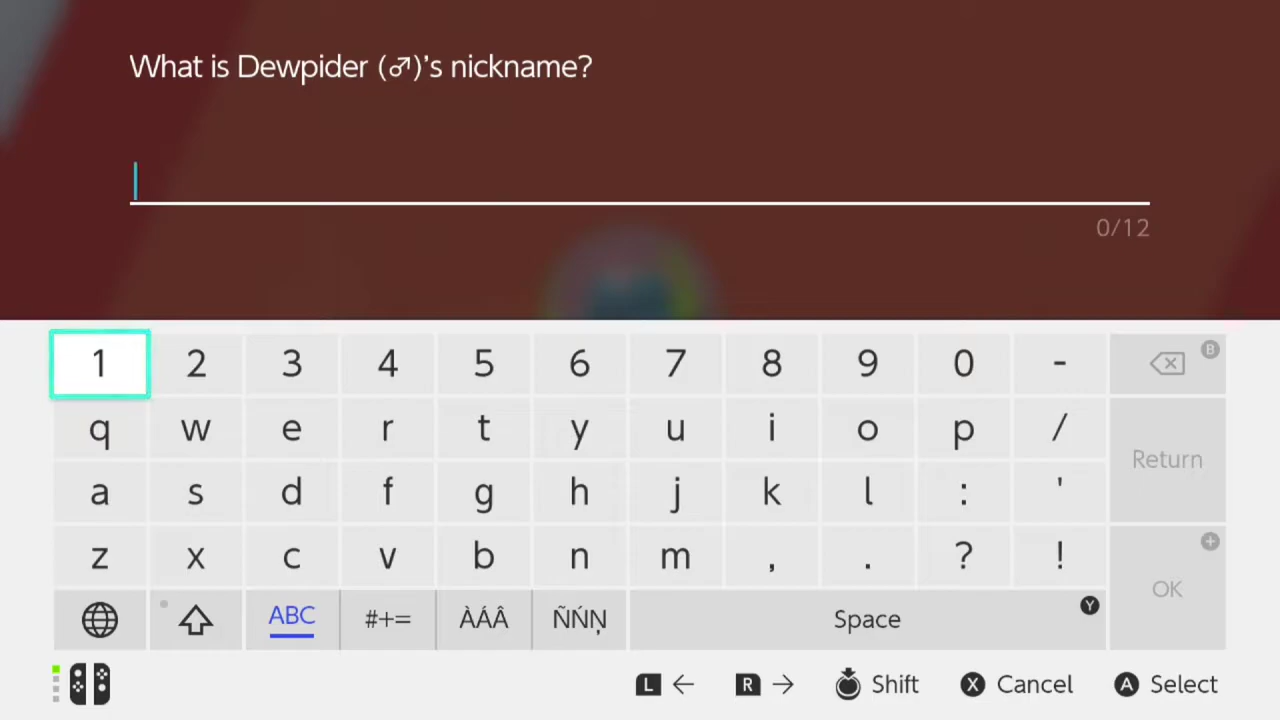 What is Dewpider (♂)'s nickname?
0/12
1 2 3 4 5 6 7 8 9 0 - B
q w e r t y u i o p / Return
a s d f g h j k l : '
z x c v b n m , . ? ! + OK
ABC #+= ÀÁÂ ÑŃŅ Space Y
L ← R → Shift X Cancel A Select